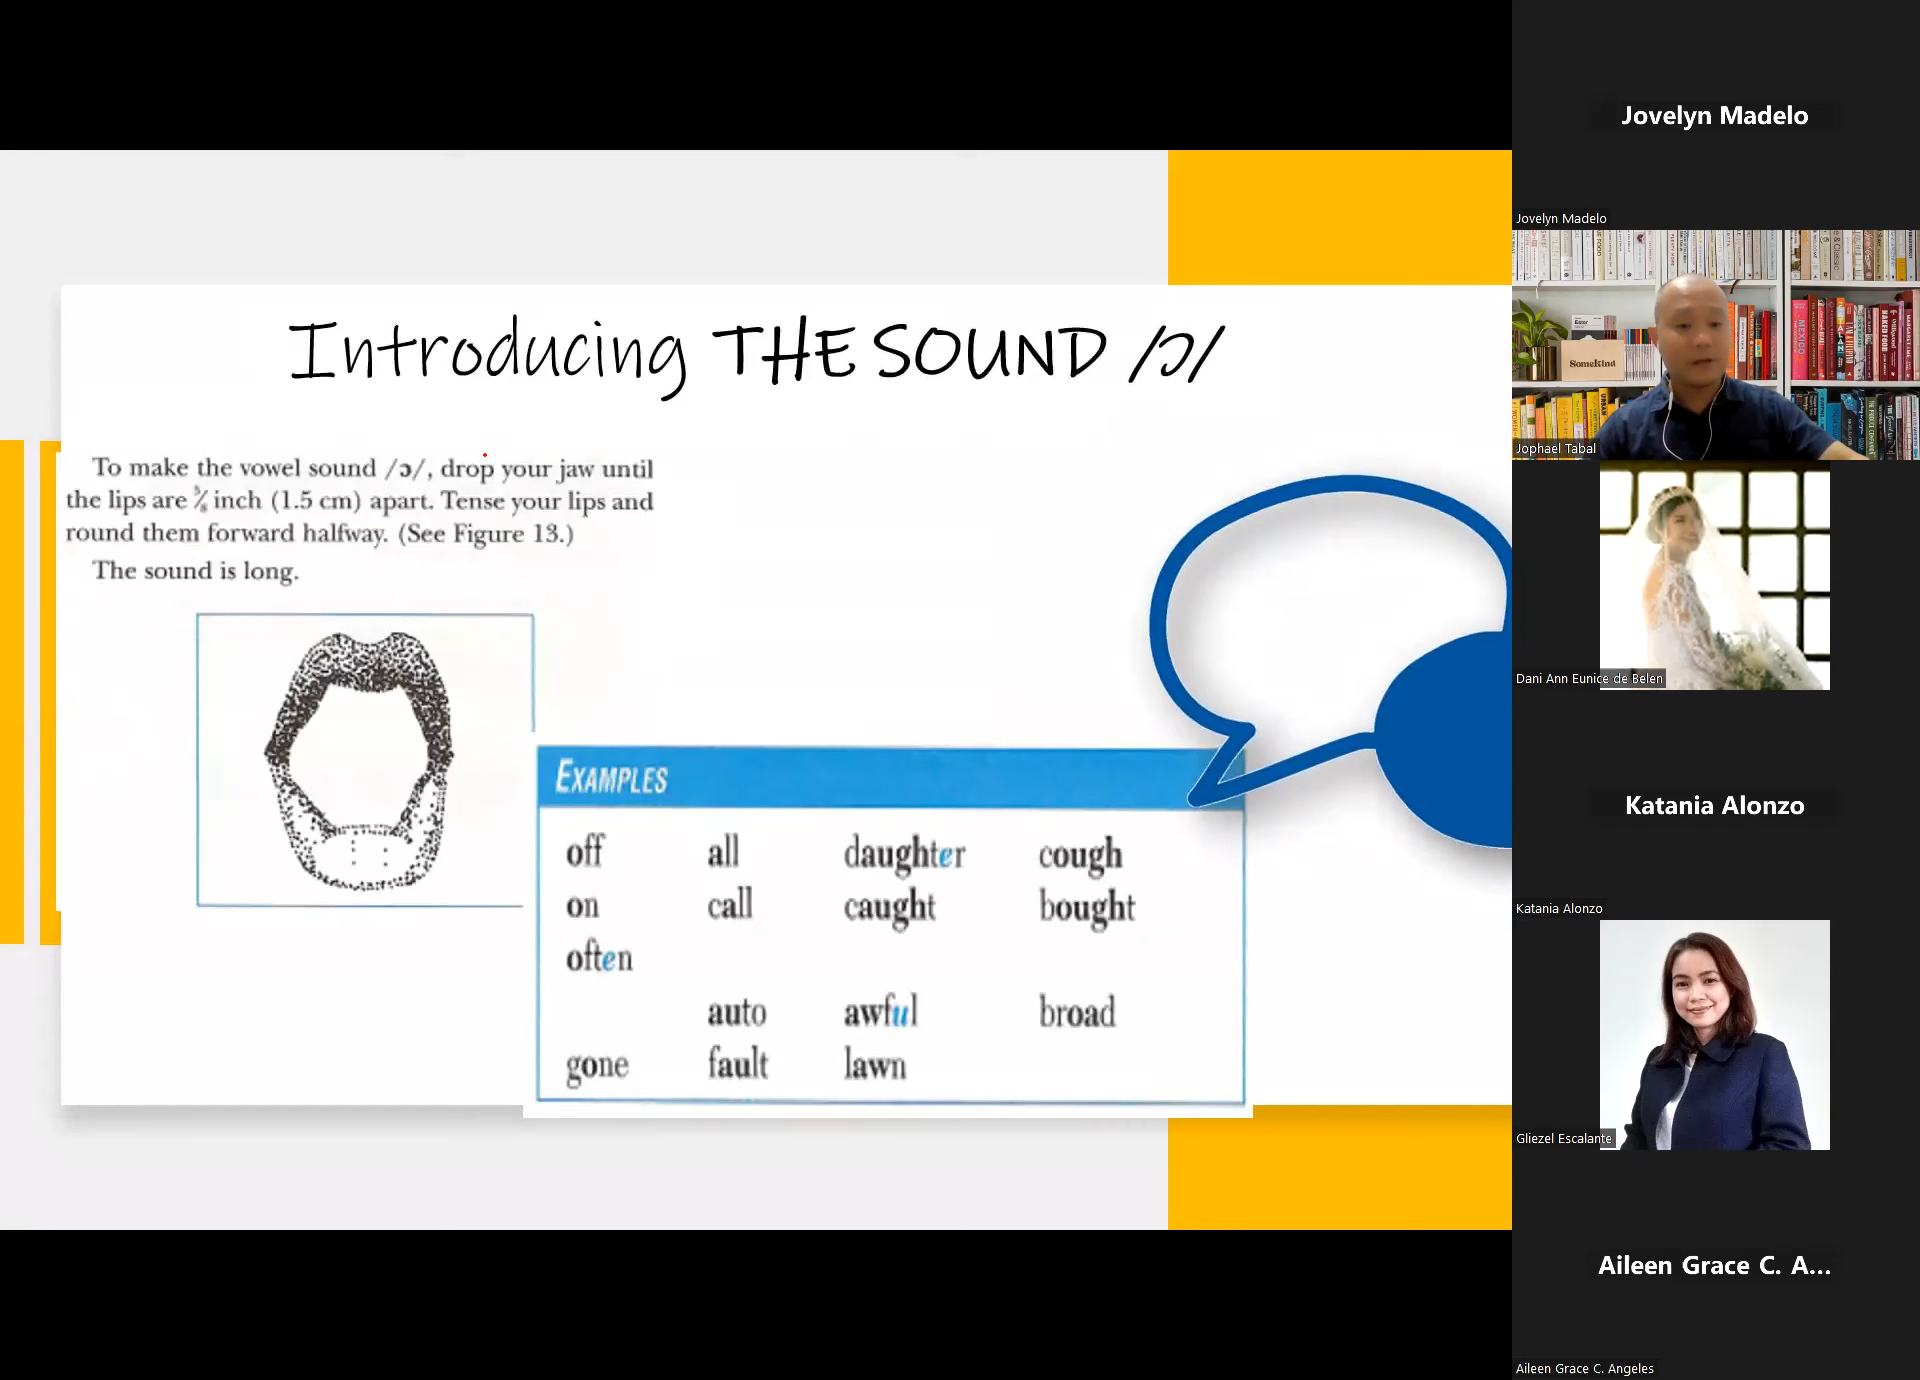 Introducing THE SOUND /ɔ/
To make the vowel sound /ɔ/, drop your jaw until
the lips are ⅝ inch (1.5 cm) apart. Tense your lips and
round them forward halfway. (See Figure 13.)
The sound is long.
EXAMPLES
off all daughter cough
on call caught bought
often
auto awful broad
gone fault lawn
Jovelyn Madelo
Jovelyn Madelo
SomeKind
MEXICO
Jophael Tabal
Dani Ann Eunice de Belen
Katania Alonzo
Katania Alonzo
Gliezel Escalante
Aileen Grace C. A...
Aileen Grace C. Angeles